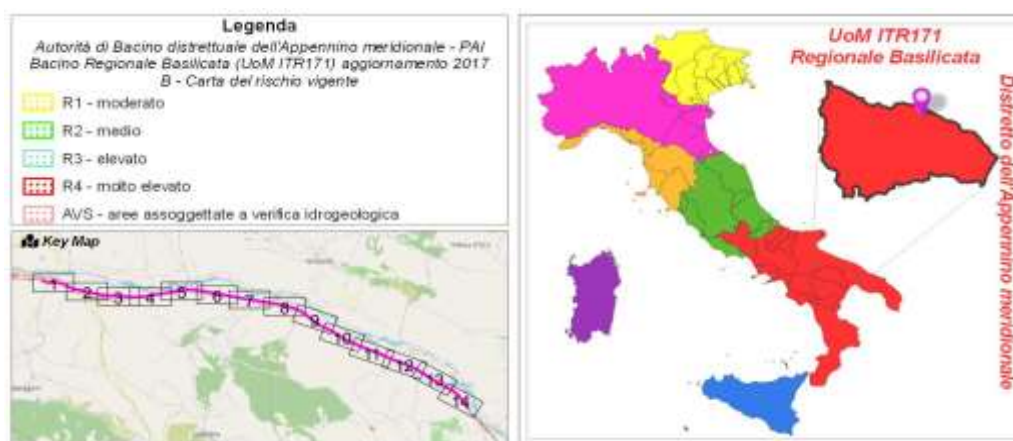 Legenda
Autorità di Bacino distrettuale dell'Appennino meridionale - PAI
Bacino Regionale Basilicata (UoM ITR171) aggiornamento 2017
B - Carta del rischio vigente
R1 - moderato
R2 - medio
R3 - elevato
R4 - molto elevato
AVS - aree assoggettate a verifica idrogeologica
Key Map
1
2
3
4
5
6
7
8
9
10
11
12
13
14
UoM ITR171
Regionale Basilicata
Distretto dell'Appennino meridionale